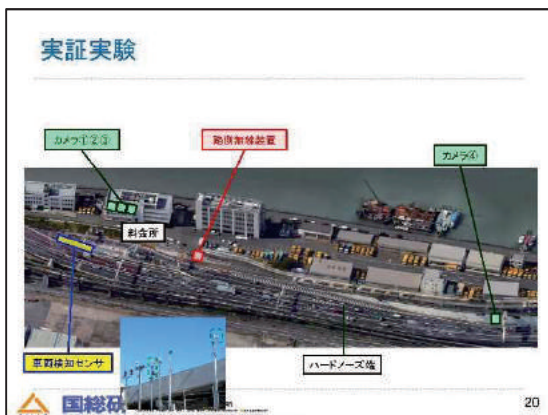 実証実験
カメラ①②③
路側無線装置
カメラ④
料金所
車両検知センサ
ハードノーズ端
国総研
20